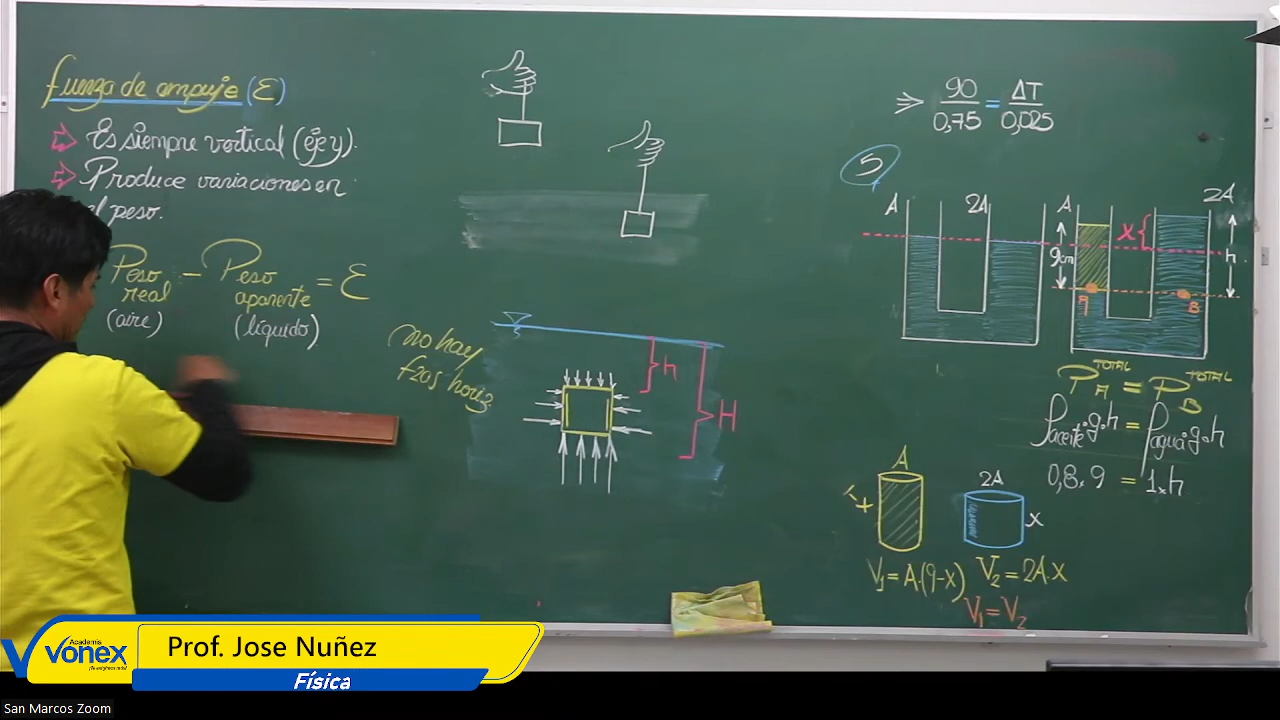 Fuerza de empuje (E)
Es siempre vertical (eje y).
Produce variaciones en
el peso.
Peso real - Peso aparente = E
(aire) (líquido)
no hay
fzas horiz.
h
H
⇒ 90/0,75 = ΔT/0,025
5
A 2A A 2A
x
9cm
h
A B
P_A^TOTAL = P_B^TOTAL
ρaceite.g.h = ρagua.g.h
0,8 . 9 = 1.h
A 2A
x
V₁=A.(9-x) V₂=2A.x
V₁=V₂
Academia
Vonex
Prof. Jose Nuñez
Física
San Marcos Zoom